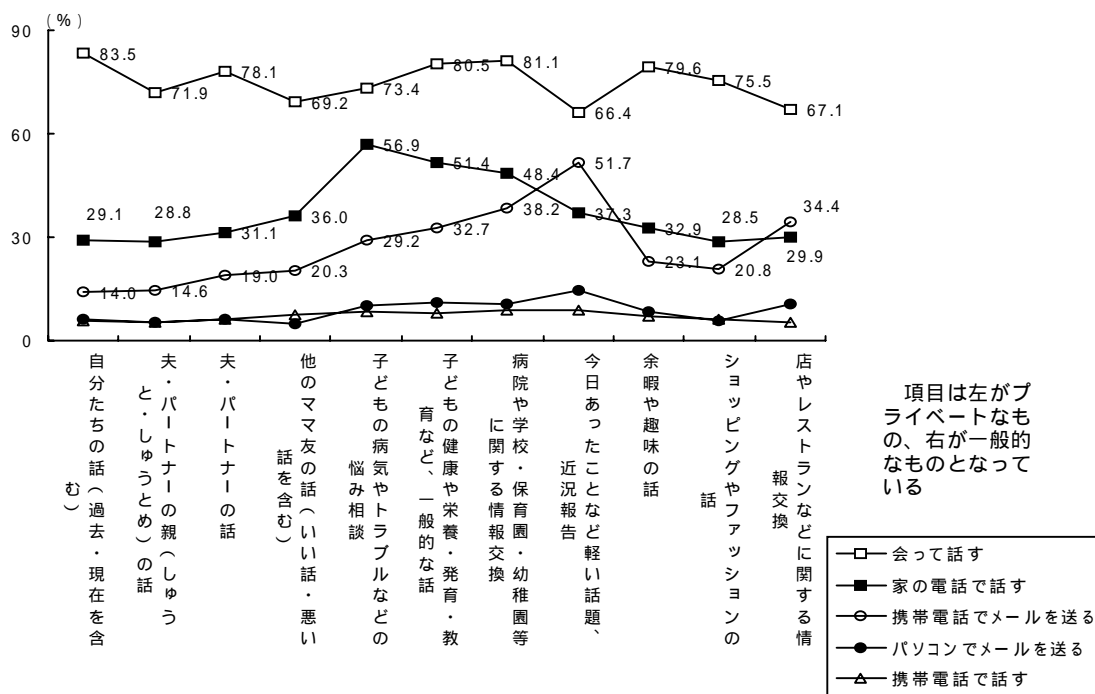 (%)
90
60
30
0
83.5
71.9
78.1
69.2
73.4
80.5
81.1
66.4
79.6
75.5
67.1
29.1
28.8
31.1
36.0
56.9
51.4
48.4
37.3
32.9
28.5
29.9
14.0
14.6
19.0
20.3
29.2
32.7
38.2
51.7
23.1
20.8
34.4
自分たちの話(過去・現在を含
む)
夫・パートナーの親(しゅう
と・しゅうとめ)の話
夫・パートナーの話
他のママ友の話(いい話・悪い
話を含む)
子どもの病気やトラブルなどの
悩み相談
子どもの健康や栄養・発育・教
育など、一般的な話
病院や学校・保育園・幼稚園等
に関する情報交換
今日あったことなど軽い話題、
近況報告
余暇や趣味の話
ショッピングやファッションの
話
店やレストランなどに関する情
報交換
項目は左がプ
ライベートなも
の、右が一般的
なものとなって
いる
会って話す
家の電話で話す
携帯電話でメールを送る
パソコンでメールを送る
携帯電話で話す